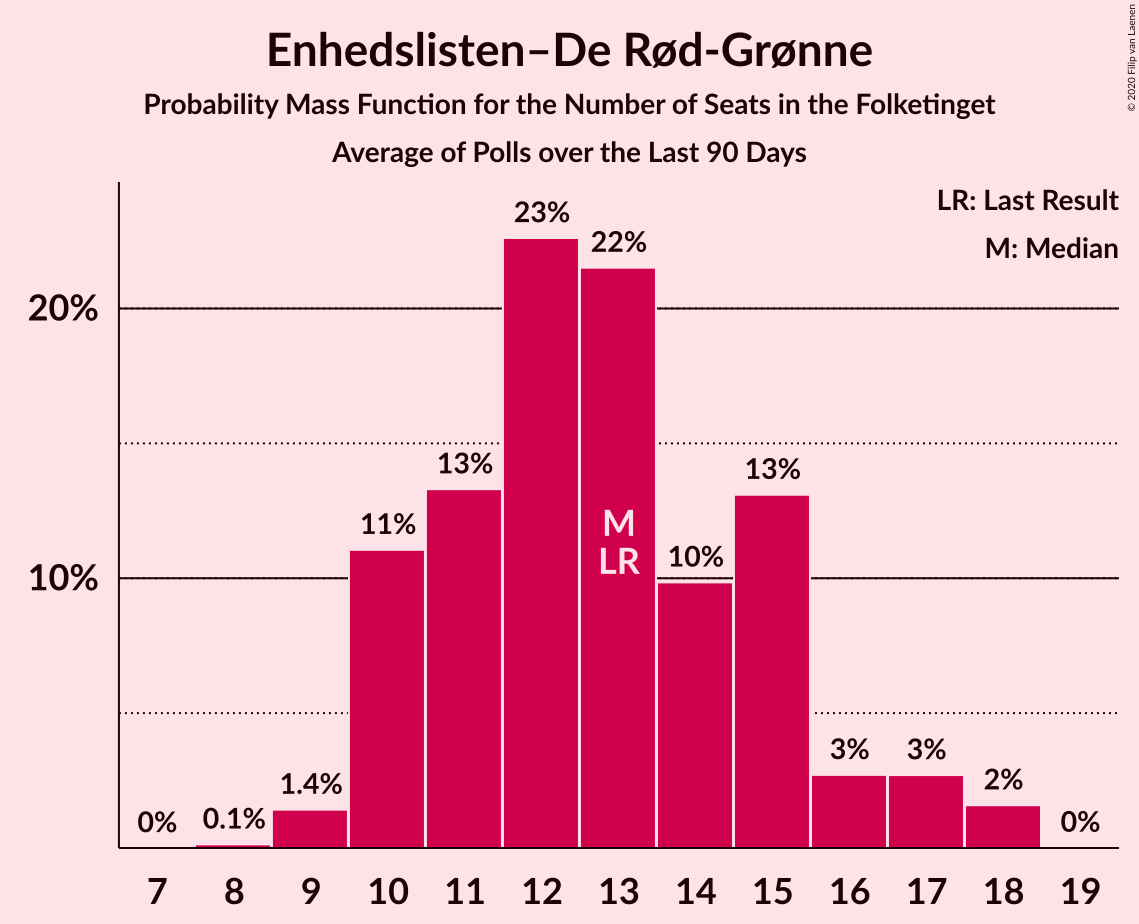 Enhedslisten–De Rød-Grønne
Probability Mass Function for the Number of Seats in the Folketinget
Average of Polls over the Last 90 Days
© 2020 Filip van Laenen
LR: Last Result
M: Median
20%
10%
0%
0.1%
1.4%
11%
13%
23%
22%
10%
13%
3%
3%
2%
0%
M
LR
7 8 9 10 11 12 13 14 15 16 17 18 19